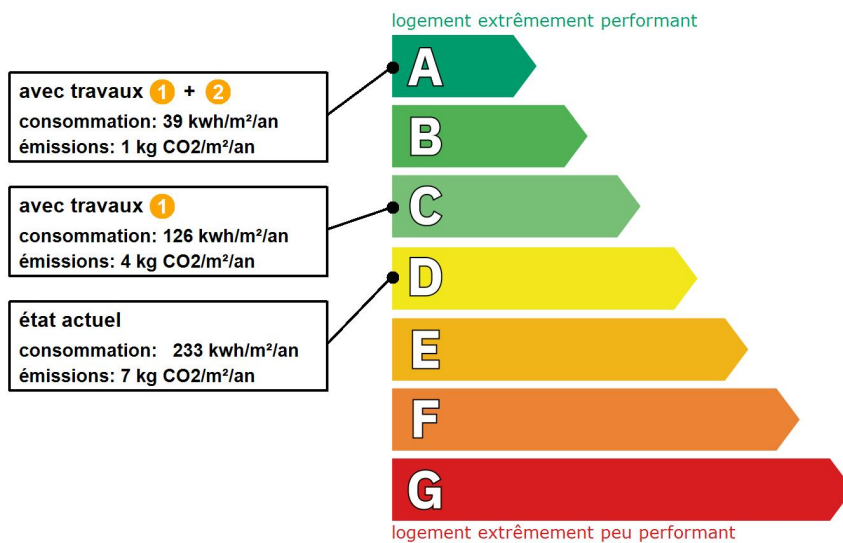 logement extrêmement performant
avec travaux 1 + 2
consommation: 39 kwh/m²/an
émissions: 1 kg CO2/m²/an
avec travaux 1
consommation: 126 kwh/m²/an
émissions: 4 kg CO2/m²/an
état actuel
consommation: 233 kwh/m²/an
émissions: 7 kg CO2/m²/an
A
B
C
D
E
F
G
logement extrêmement peu performant